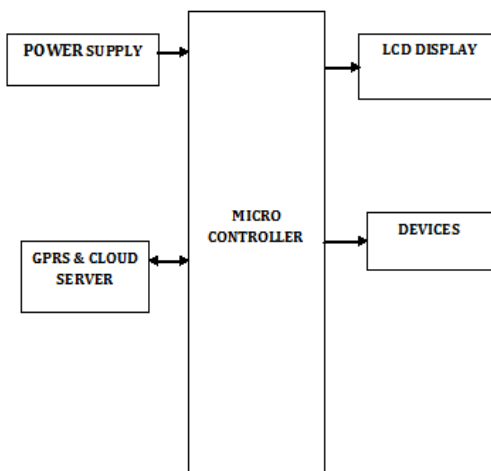 POWER SUPPLY
LCD DISPLAY
MICRO
CONTROLLER
DEVICES
GPRS & CLOUD
SERVER